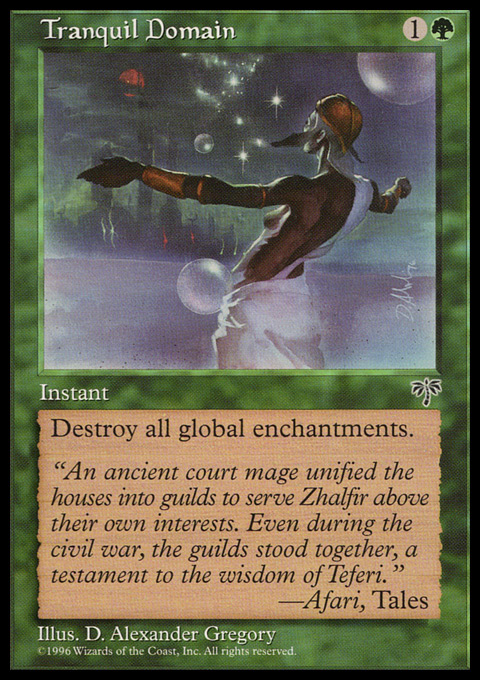 Tranquil Domain 1
Instant
Destroy all global enchantments.
“An ancient court mage unified the
houses into guilds to serve Zhalfir above
their own interests. Even during the
civil war, the guilds stood together, a
testament to the wisdom of Teferi.”
—Afari, Tales
Illus. D. Alexander Gregory
©1996 Wizards of the Coast, Inc. All rights reserved.